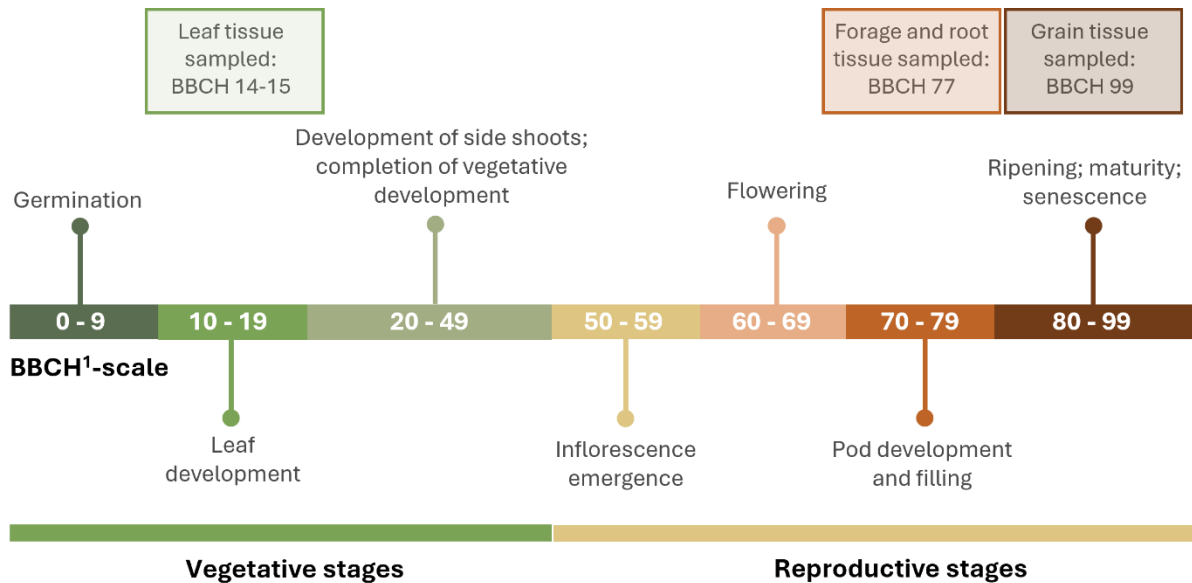 Leaf tissue
sampled:
BBCH 14-15
Forage and root
tissue sampled:
BBCH 77
Grain tissue
sampled:
BBCH 99
Germination
Development of side shoots;
completion of vegetative
development
Flowering
Ripening; maturity;
senescence
0 - 9
10 - 19
20 - 49
50 - 59
60 - 69
70 - 79
80 - 99
BBCH¹-scale
Leaf
development
Inflorescence
emergence
Pod development
and filling
Vegetative stages
Reproductive stages